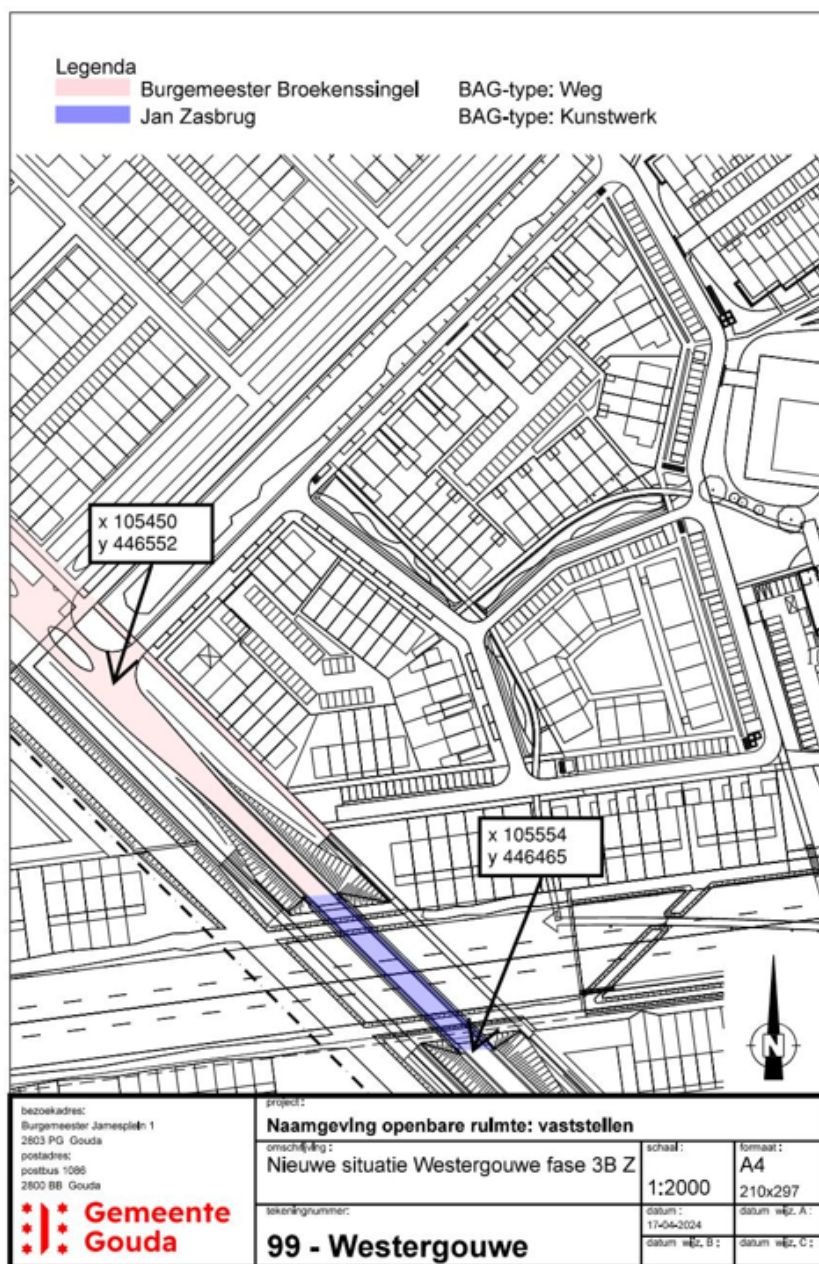 Legenda
Burgemeester Broekenssingel BAG-type: Weg
Jan Zasbrug BAG-type: Kunstwerk
x 105450
y 446552
x 105554
y 446465
N
bezoekadres:
Burgemeester Jamesplein 1
2803 PG Gouda
postadres:
postbus 1086
2800 BB Gouda
Gemeente
Gouda
project:
Naamgeving openbare ruimte: vaststellen
omschrijving:
Nieuwe situatie Westergouwe fase 3B Z
schaal:
1:2000
formaat:
A4
210x297
tekeningnummer:
99 - Westergouwe
datum:
17-04-2024
datum wijz. A:
datum wijz. B:
datum wijz. C: